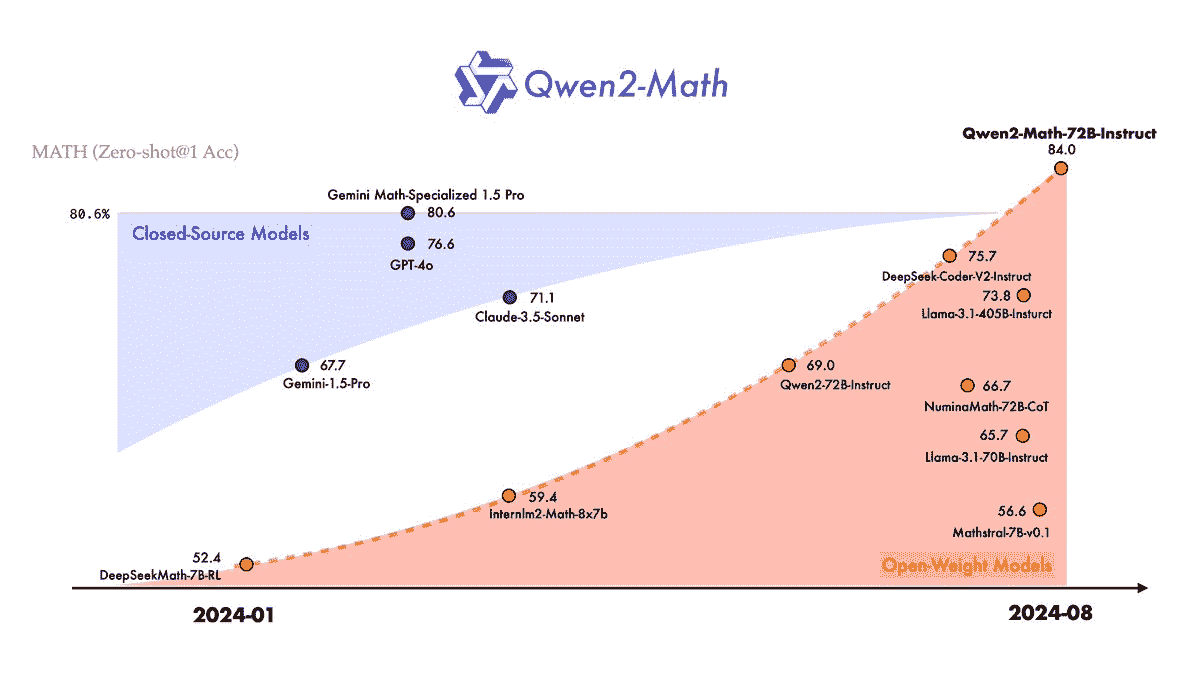 Qwen2-Math
MATH (Zero-shot@1 Acc)
Qwen2-Math-72B-Instruct
84.0
80.6%
Closed-Source Models
Gemini Math-Specialized 1.5 Pro
80.6
76.6
GPT-4o
71.1
Claude-3.5-Sonnet
67.7
Gemini-1.5-Pro
75.7
DeepSeek-Coder-V2-Instruct
73.8
Llama-3.1-405B-Insturct
69.0
Qwen2-72B-Instruct
66.7
NuminaMath-72B-CoT
65.7
Llama-3.1-70B-Instruct
59.4
Internlm2-Math-8x7b
56.6
Mathstral-7B-v0.1
52.4
DeepSeekMath-7B-RL
Open-Weight Models
2024-01
2024-08